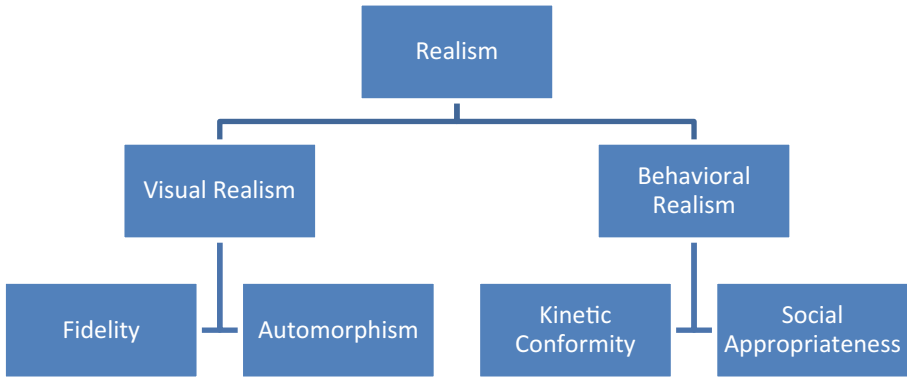 Realism
Visual Realism
Behavioral
Realism
Fidelity
Automorphism
Kinetic
Conformity
Social
Appropriateness